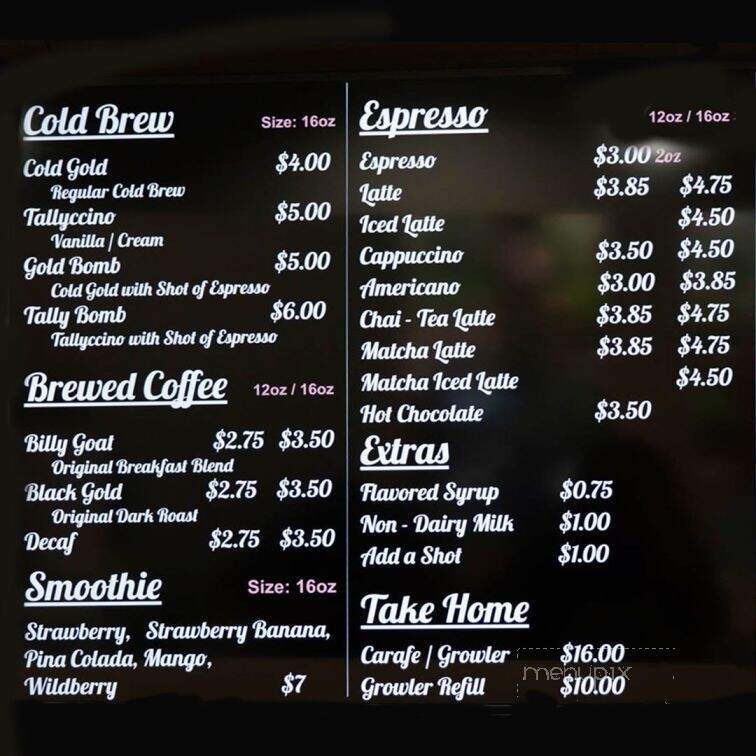 Cold Brew Size: 16oz
Cold Gold $4.00
Regular Cold Brew
Tallyccino $5.00
Vanilla / Cream
Gold Bomb $5.00
Cold Gold with Shot of Espresso
Tally Bomb $6.00
Tallyccino with Shot of Espresso
Brewed Coffee 12oz / 16oz
Billy Goat $2.75 $3.50
Original Breakfast Blend
Black Gold $2.75 $3.50
Original Dark Roast
Decaf $2.75 $3.50
Smoothie Size: 16oz
Strawberry, Strawberry Banana,
Pina Colada, Mango,
Wildberry $7
Espresso 12oz / 16oz
Espresso $3.00 2oz
Latte $3.85 $4.75
Iced Latte $4.50
Cappuccino $3.50 $4.50
Americano $3.00 $3.85
Chai - Tea Latte $3.85 $4.75
Matcha Latte $3.85 $4.75
Matcha Iced Latte $4.50
Hot Chocolate $3.50
Extras
Flavored Syrup $0.75
Non - Dairy Milk $1.00
Add a Shot $1.00
Take Home
Carafe / Growler $16.00
Growler Refill $10.00
menupix